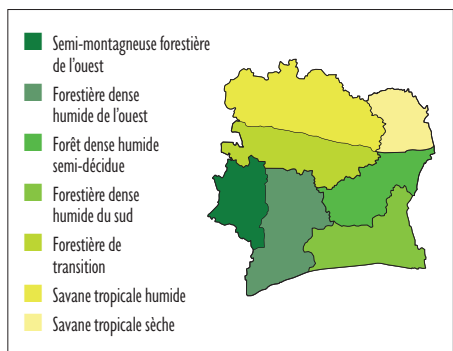 Semi-montagneuse forestière
de l'ouest
Forestière dense
humide de l'ouest
Forêt dense humide
semi-décidue
Forestière dense
humide du sud
Forestière de
transition
Savane tropicale humide
Savane tropicale sèche